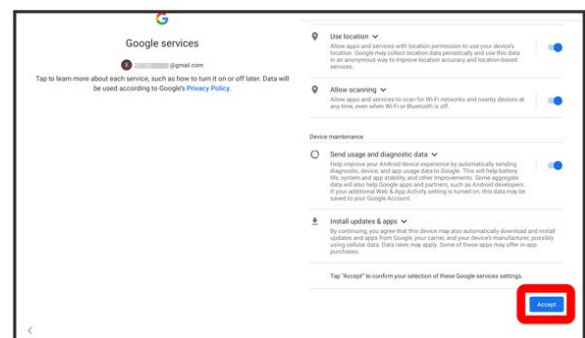 Google services
@gmail.com
Tap to learn more about each service, such as how to turn it on or off later. Data will
be used according to Google's Privacy Policy.
Use location
Allow apps and services with location permission to use your device's
location. Google may collect location data periodically and use this data
in an anonymous way to improve location accuracy and location-based
services.
Allow scanning
Allow apps and services to scan for Wi-Fi networks and nearby devices at
any time, even when Wi-Fi or Bluetooth is off.
Device maintenance
Send usage and diagnostic data
Help improve your Android device experience by automatically sending
diagnostic, device, and app usage data to Google. This will help battery
life, system and app stability, and other improvements. Some aggregate
data will also help Google apps and partners, such as Android developers.
If your additional Web & App Activity setting is turned on, this data may be
saved to your Google Account.
Install updates & apps
By continuing, you agree that this device may also automatically download and install
updates and apps from Google, your carrier, and your device's manufacturer, possibly
using cellular data. Data rates may apply. Some of these apps may offer in-app
purchases.
Tap "Accept" to confirm your selection of these Google services settings.
Accept